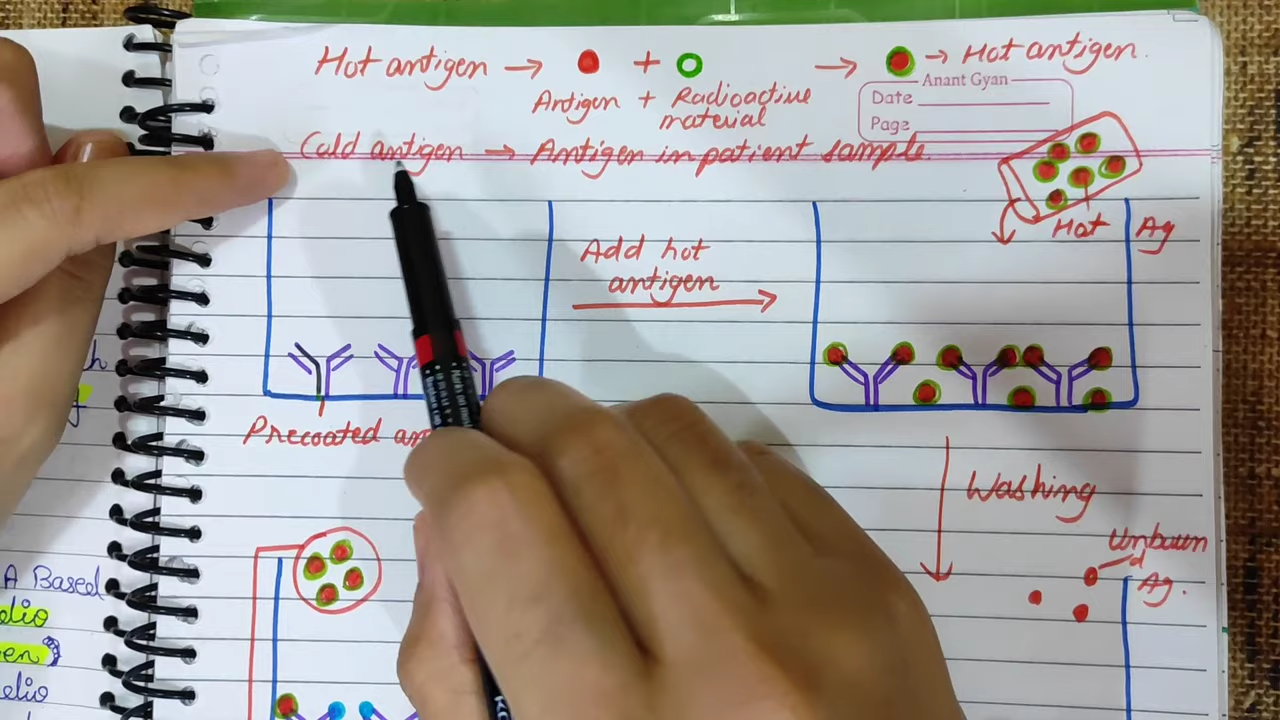 Hot antigen → + → → Hot antigen.
Antigen + Radioactive
material
Anant Gyan
Date
Page
Cold antigen → Antigen in patient sample.
Hot Ag
Add hot
antigen
Precoated
Washing
Unboun
d
Ag.
A Based